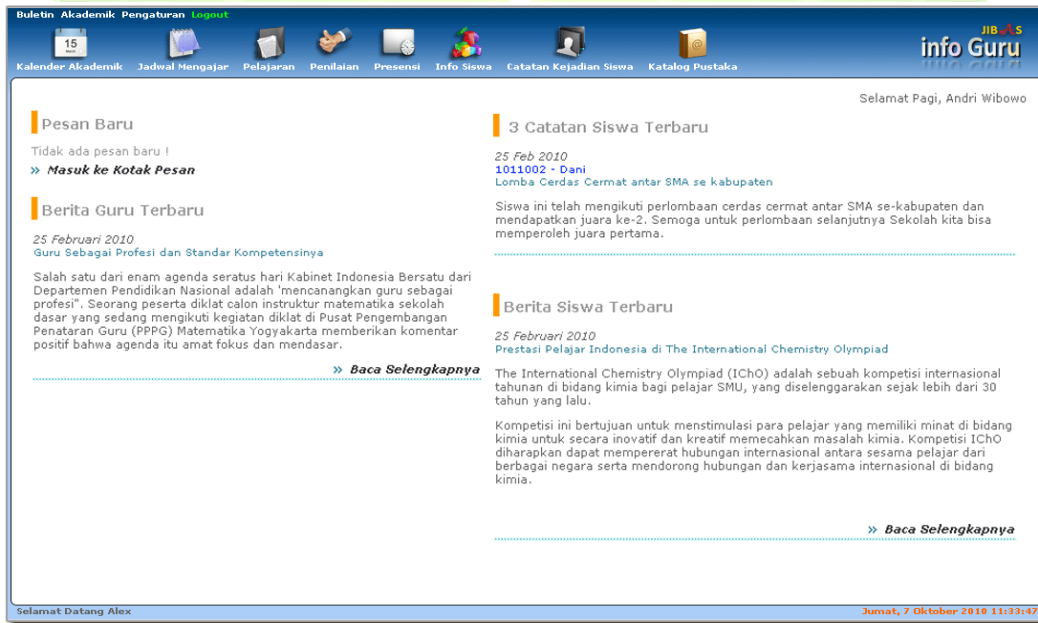 Buletin Akademik Pengaturan Logout
15
Kalender Akademik Jadwal Mengajar Pelajaran Penilaian Presensi Info Siswa Catatan Kejadian Siswa Katalog Pustaka
JIBAS
info Guru
Selamat Pagi, Andri Wibowo
Pesan Baru
Tidak ada pesan baru !
» Masuk ke Kotak Pesan
Berita Guru Terbaru
25 Februari 2010
Guru Sebagai Profesi dan Standar Kompetensinya
Salah satu dari enam agenda seratus hari Kabinet Indonesia Bersatu dari
Departemen Pendidikan Nasional adalah 'mencanangkan guru sebagai
profesi". Seorang peserta diklat calon instruktur matematika sekolah
dasar yang sedang mengikuti kegiatan diklat di Pusat Pengembangan
Penataran Guru (PPPG) Matematika Yogyakarta memberikan komentar
positif bahwa agenda itu amat fokus dan mendasar.
» Baca Selengkapnya
3 Catatan Siswa Terbaru
25 Feb 2010
1011002 - Dani
Lomba Cerdas Cermat antar SMA se kabupaten
Siswa ini telah mengikuti perlombaan cerdas cermat antar SMA se-kabupaten dan
mendapatkan juara ke-2. Semoga untuk perlombaan selanjutnya Sekolah kita bisa
memperoleh juara pertama.
Berita Siswa Terbaru
25 Februari 2010
Prestasi Pelajar Indonesia di The International Chemistry Olympiad
The International Chemistry Olympiad (IChO) adalah sebuah kompetisi internasional
tahunan di bidang kimia bagi pelajar SMU, yang diselenggarakan sejak lebih dari 30
tahun yang lalu.
Kompetisi ini bertujuan untuk menstimulasi para pelajar yang memiliki minat di bidang
kimia untuk secara inovatif dan kreatif memecahkan masalah kimia. Kompetisi IChO
diharapkan dapat mempererat hubungan internasional antara sesama pelajar dari
berbagai negara serta mendorong hubungan dan kerjasama internasional di bidang
kimia.
» Baca Selengkapnya
Selamat Datang Alex
Jumat, 7 Oktober 2010 11:33:47